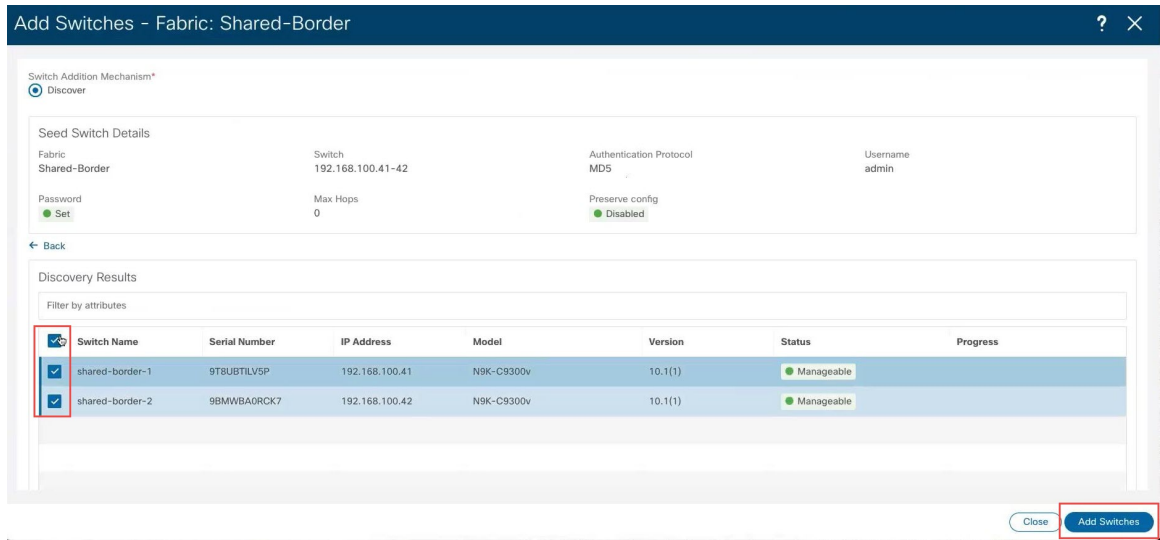 Add Switches - Fabric: Shared-Border ? ✕
Switch Addition Mechanism*
Discover
Seed Switch Details
Fabric Switch Authentication Protocol Username
Shared-Border 192.168.100.41-42 MD5 admin
Password Max Hops Preserve config
Set 0 Disabled
← Back
Discovery Results
Filter by attributes
Switch Name Serial Number IP Address Model Version Status Progress
shared-border-1 9T8UBTILV5P 192.168.100.41 N9K-C9300v 10.1(1) Manageable
shared-border-2 9BMWBA0RCK7 192.168.100.42 N9K-C9300v 10.1(1) Manageable
Close Add Switches